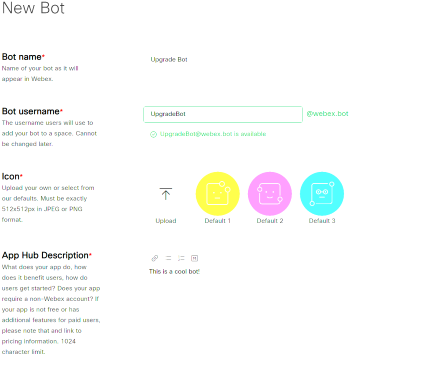 New Bot
Bot name*
Name of your bot as it will
appear in Webex.
Upgrade Bot
Bot username*
The username users will use to
add your bot to a space. Cannot
be changed later.
UpgradeBot
@webex.bot
UpgradeBot@webex.bot is available
Icon*
Upload your own or select from
our defaults. Must be exactly
512x512px in JPEG or PNG
format.
Upload
Default 1
Default 2
Default 3
App Hub Description*
What does your app do, how
does it benefit users, how do
users get started? Does your app
require a non-Webex account? If
your app is not free or has
additional features for paid users,
please note that and link to
pricing information. 1024
character limit.
This is a cool bot!